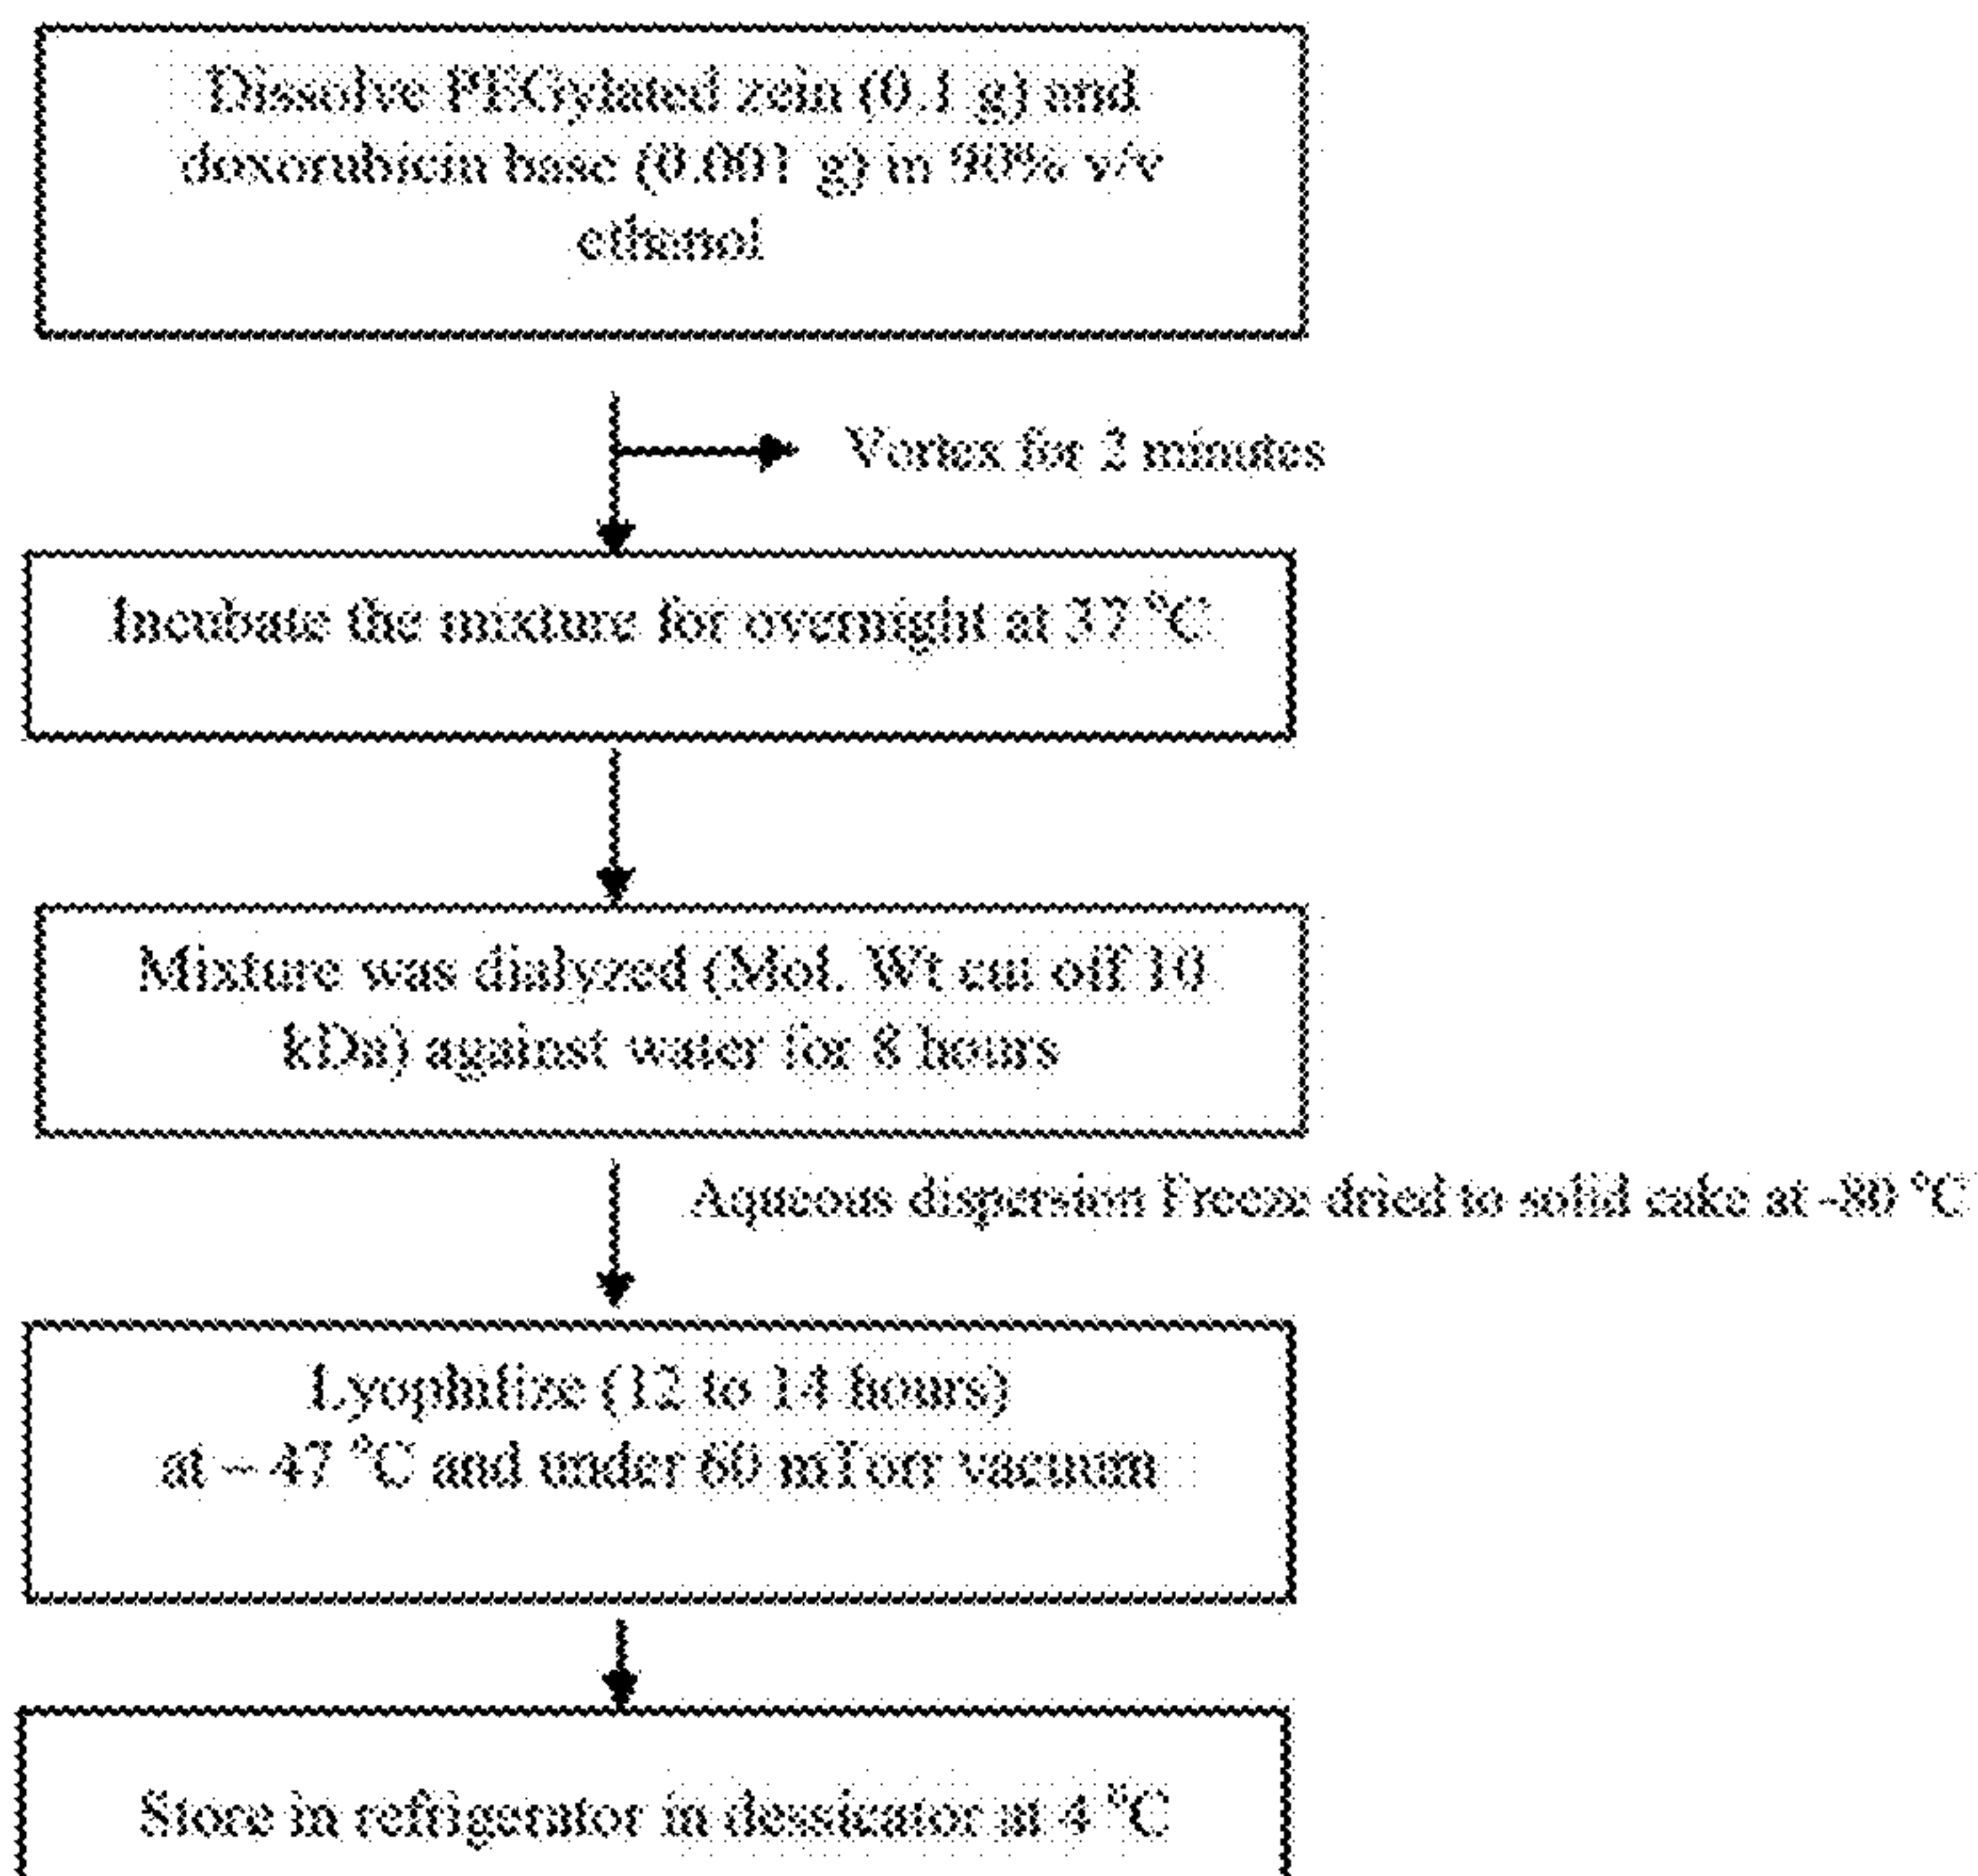 Dissolve PEGylated zein (0.1 g) and
doxorubicin base (0.001 g) in 90% v/v
ethanol
Vortex for 2 minutes
Incubate the mixture for overnight at 37 °C
Mixture was dialyzed (Mol. Wt cut off 10
kDa) against water for 8 hours
Aqueous dispersion Freeze dried to solid cake at -80 °C
Lyophilize (12 to 14 hours)
at – 47 °C and under 60 mTorr vacuum
Store in refrigerator in dessicator at 4 °C